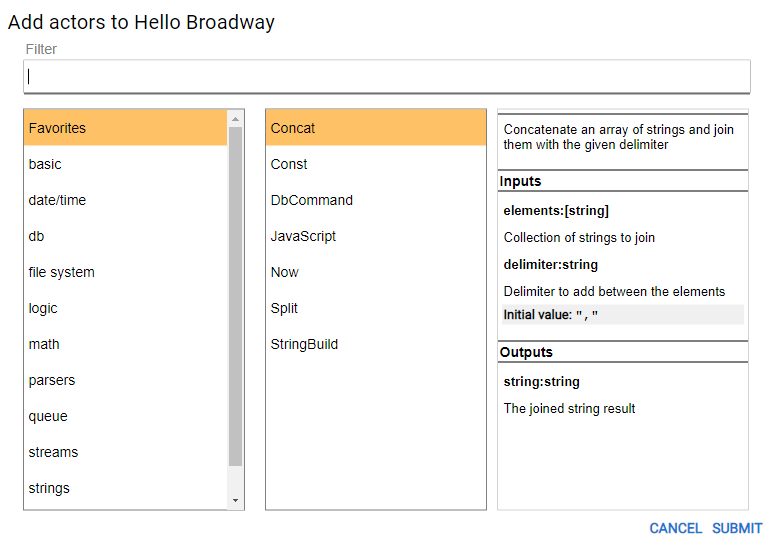 Add actors to Hello Broadway
Filter
Favorites
basic
date/time
db
file system
logic
math
parsers
queue
streams
strings
Concat
Const
DbCommand
JavaScript
Now
Split
StringBuild
Concatenate an array of strings and join
them with the given delimiter
Inputs
elements:[string]
Collection of strings to join
delimiter:string
Delimiter to add between the elements
Initial value: ","
Outputs
string:string
The joined string result
CANCEL SUBMIT